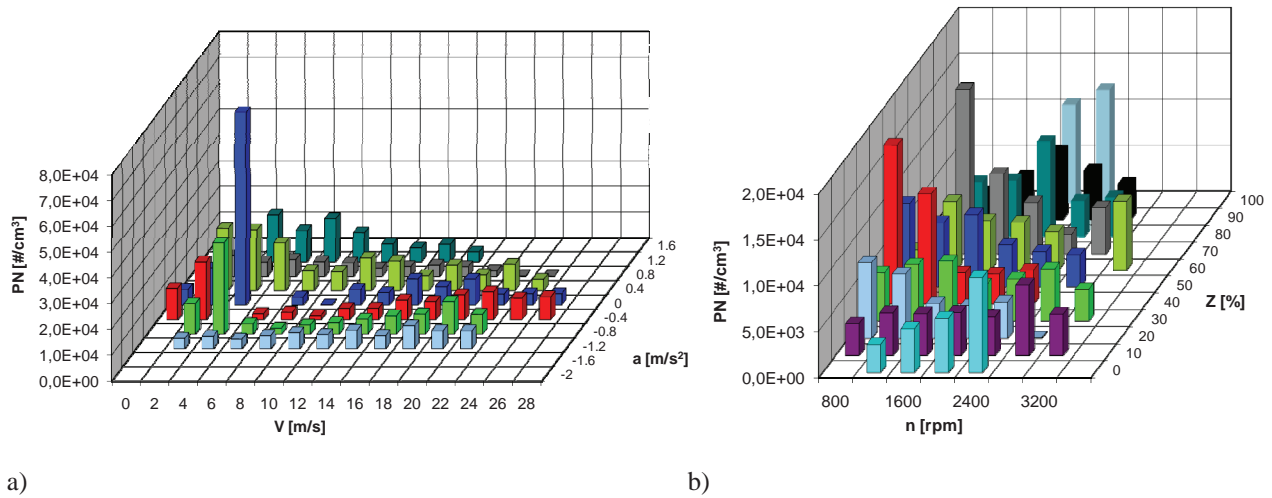 PN [#/cm³]
8,0E+04
7,0E+04
6,0E+04
5,0E+04
4,0E+04
3,0E+04
2,0E+04
1,0E+04
0,0E+00
0 2 4 6 8 10 12 14 16 18 20 22 24 26 28
V [m/s]
1.6
0.8
0
-0.4
-0.8
-1.2
-1.6
-2
a [m/s²]
PN [#/cm³]
2,0E+04
1,5E+04
1,0E+04
5,0E+03
0,0E+00
800 1600 2400 3200
n [rpm]
100
90
80
70
60
50
40
30
20
10
0
Z [%]
a)
b)